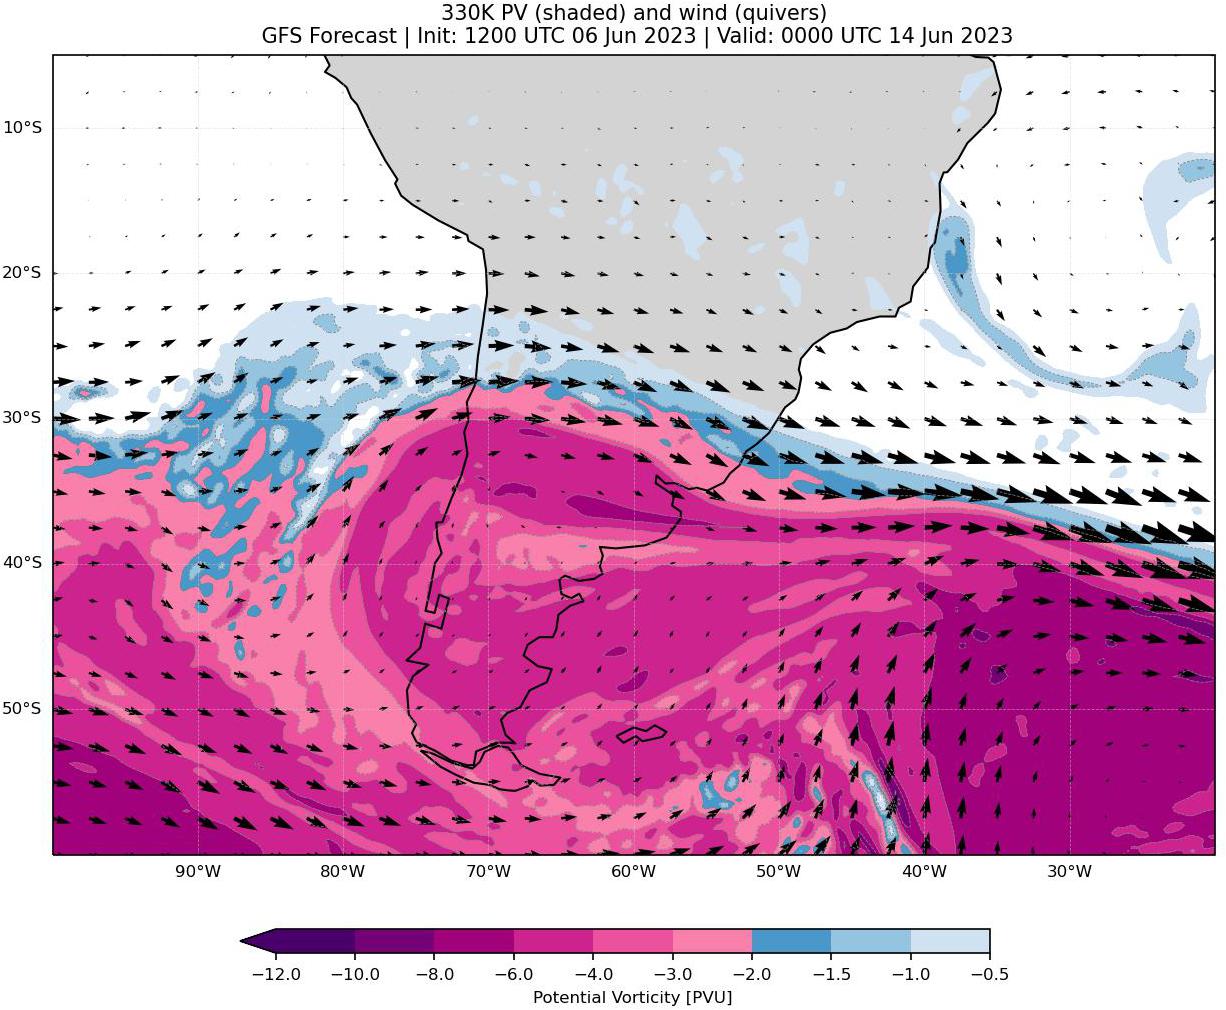 330K PV (shaded) and wind (quivers)
GFS Forecast | Init: 1200 UTC 06 Jun 2023 | Valid: 0000 UTC 14 Jun 2023
10°S
20°S
30°S
40°S
50°S
90°W 80°W 70°W 60°W 50°W 40°W 30°W
−12.0 −10.0 −8.0 −6.0 −4.0 −3.0 −2.0 −1.5 −1.0 −0.5
Potential Vorticity [PVU]